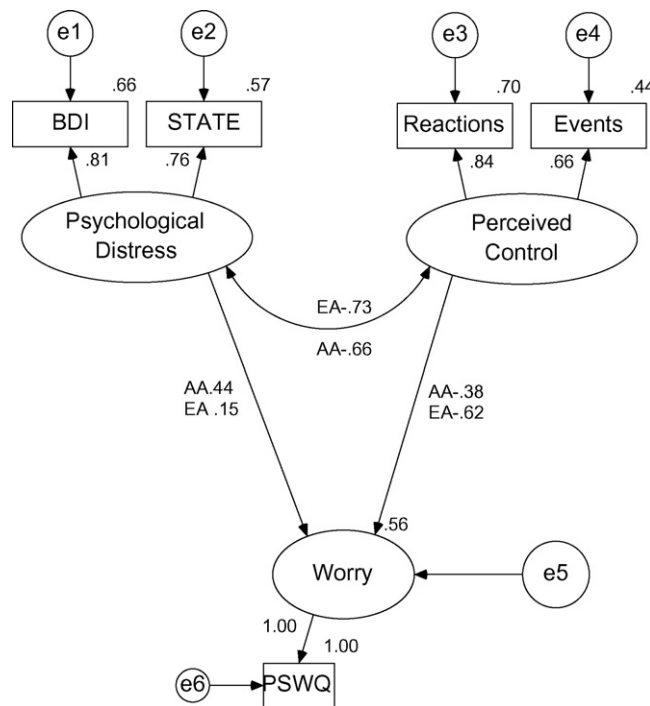 e1
e2
e3
e4
.66
.57
.70
.44
BDI
STATE
Reactions
Events
.81
.76
.84
.66
Psychological
Distress
Perceived
Control
EA-.73
AA-.66
AA.44
EA .15
AA-.38
EA-.62
.56
Worry
e5
1.00
1.00
e6
PSWQ